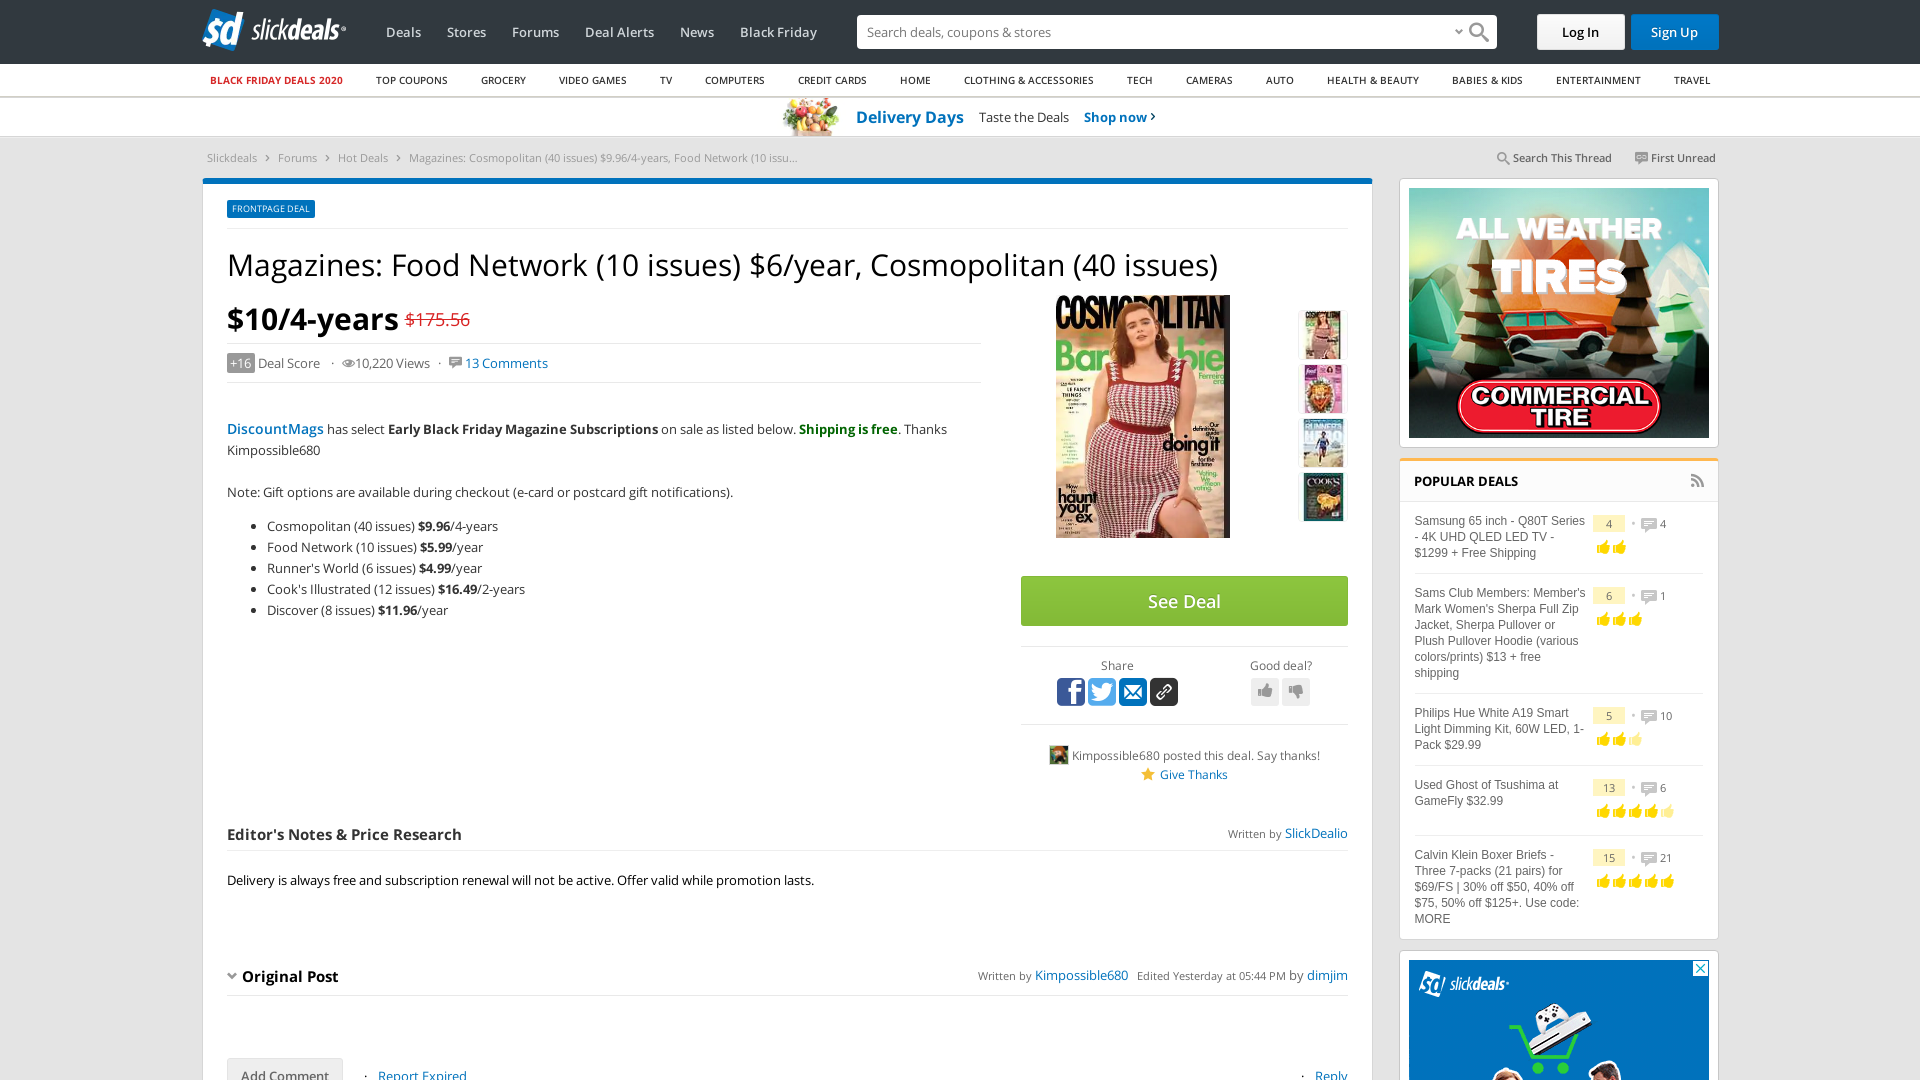 slickdeals
Deals
Stores
Forums
Deal Alerts
News
Black Friday
Search deals, coupons & stores
Log In
Sign Up
BLACK FRIDAY DEALS 2020
TOP COUPONS
GROCERY
VIDEO GAMES
TV
COMPUTERS
CREDIT CARDS
HOME
CLOTHING & ACCESSORIES
TECH
CAMERAS
AUTO
HEALTH & BEAUTY
BABIES & KIDS
ENTERTAINMENT
TRAVEL
Delivery Days Taste the Deals Shop now
Slickdeals > Forums > Hot Deals > Magazines: Cosmopolitan (40 issues) $9.96/4-years, Food Network (10 issu...
Search This Thread
First Unread
FRONTPAGE DEAL
Magazines: Food Network (10 issues) $6/year, Cosmopolitan (40 issues)
$10/4-years $175.56
+16 Deal Score · 10,220 Views · 13 Comments
DiscountMags has select Early Black Friday Magazine Subscriptions on sale as listed below. Shipping is free. Thanks
Kimpossible680
Note: Gift options are available during checkout (e-card or postcard gift notifications).
Cosmopolitan (40 issues) $9.96/4-years
Food Network (10 issues) $5.99/year
Runner's World (6 issues) $4.99/year
Cook's Illustrated (12 issues) $16.49/2-years
Discover (8 issues) $11.96/year
COSMOPOLITAN
Barbie
Ferreira
doing it
How to
haunt
your
ex
See Deal
Share
Good deal?
Kimpossible680 posted this deal. Say thanks!
Give Thanks
Editor's Notes & Price Research
Written by SlickDealio
Delivery is always free and subscription renewal will not be active. Offer valid while promotion lasts.
Original Post
Written by Kimpossible680 Edited Yesterday at 05:44 PM by dimjim
Add Comment
· Report Expired
· Reply
ALL WEATHER
TIRES
COMMERCIAL
TIRE
POPULAR DEALS
Samsung 65 inch - Q80T Series
- 4K UHD QLED LED TV -
$1299 + Free Shipping
4 • 4
Sams Club Members: Member's
Mark Women's Sherpa Full Zip
Jacket, Sherpa Pullover or
Plush Pullover Hoodie (various
colors/prints) $13 + free
shipping
6 • 1
Philips Hue White A19 Smart
Light Dimming Kit, 60W LED, 1-
Pack $29.99
5 • 10
Used Ghost of Tsushima at
GameFly $32.99
13 • 6
Calvin Klein Boxer Briefs -
Three 7-packs (21 pairs) for
$69/FS | 30% off $50, 40% off
$75, 50% off $125+. Use code:
MORE
15 • 21
slickdeals